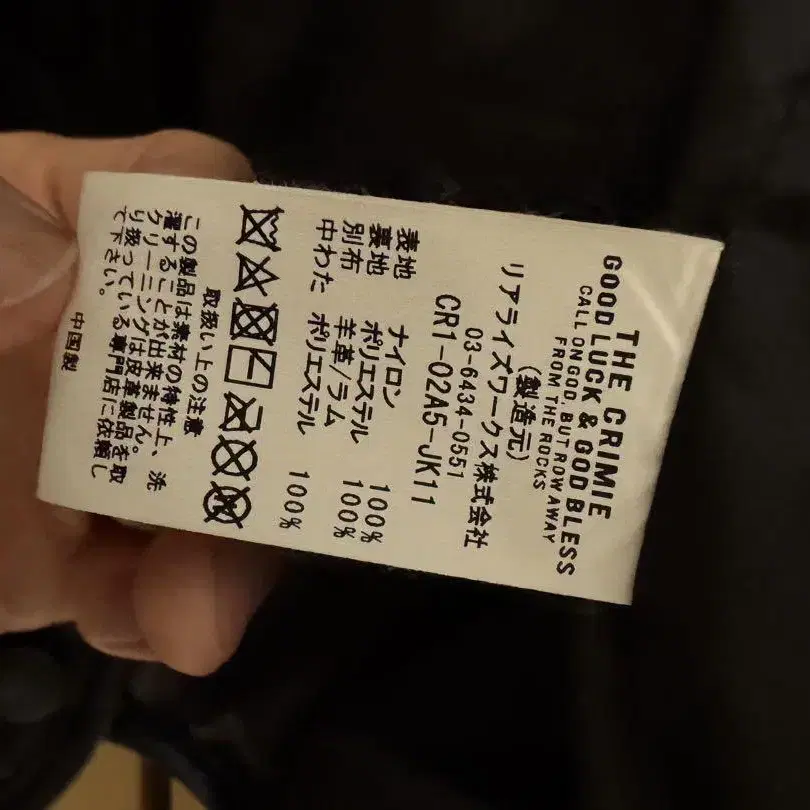 THE CRIMIE
GOOD LUCK & GOD BLESS
CALL ON GOD, BUT ROW AWAY
FROM THE ROCKS
(製造元)
リアライズワークス株式会社
03-6434-0551
CR1-02A5-JK11
表地 ナイロン 100%
裏地 ポリエステル 100%
別布 羊革/ラム
中わた ポリエステル 100%
取扱い上の注意
この製品は素材の特性上、洗
濯することが出来ません。
クリーニングは皮革製品を取
り扱っている専門店に依頼し
て下さい。
中国製